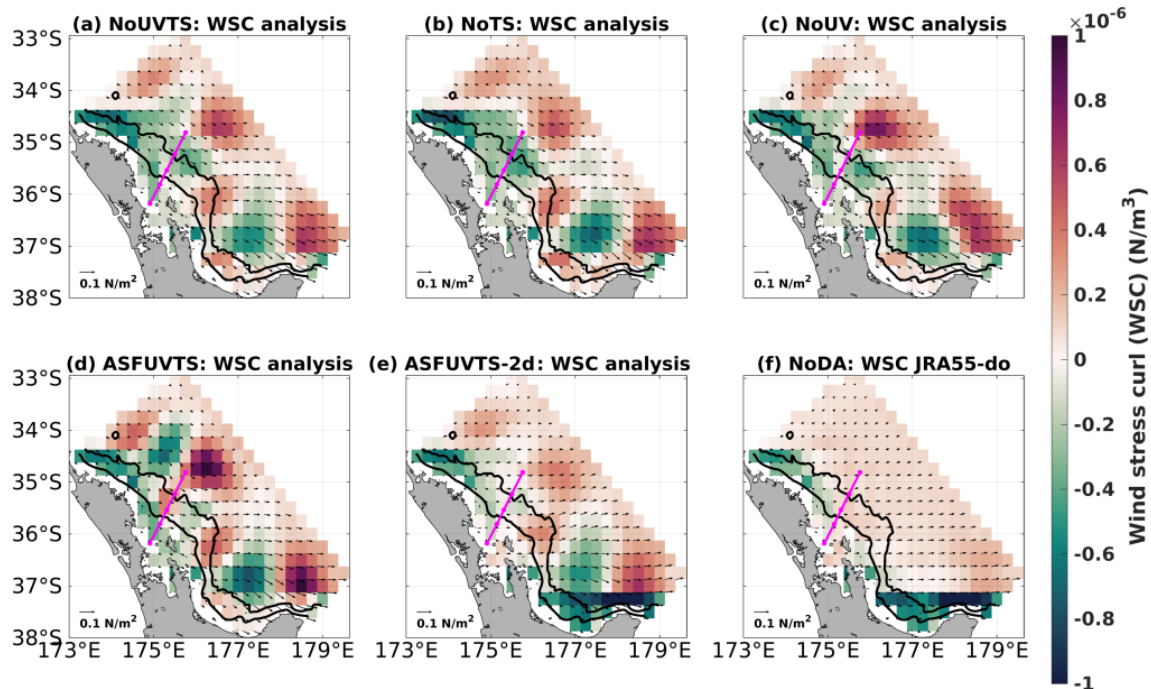 (a) NoUVTS: WSC analysis
(b) NoTS: WSC analysis
(c) NoUV: WSC analysis
×10⁻⁶
33°S
34°S
35°S
36°S
37°S
38°S
0.1 N/m²
0.1 N/m²
0.1 N/m²
(d) ASFUVTS: WSC analysis
(e) ASFUVTS-2d: WSC analysis
(f) NoDA: WSC JRA55-do
33°S
34°S
35°S
36°S
37°S
38°S
0.1 N/m²
0.1 N/m²
0.1 N/m²
173°E
175°E
177°E
179°E
173°E
175°E
177°E
179°E
173°E
175°E
177°E
179°E
1
0.8
0.6
0.4
0.2
0
-0.2
-0.4
-0.6
-0.8
-1
Wind stress curl (WSC) (N/m³)